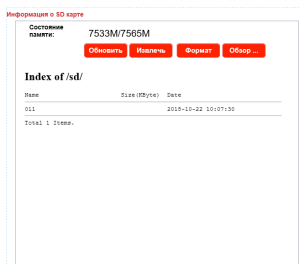 Информация о SD карте
Состояние памяти: 7533M/7565M
Обновить Извлечь Формат Обзор ...
Index of /sd/
Name Size(KByte) Date
011 2015-10-22 10:07:30
Total 1 Items.